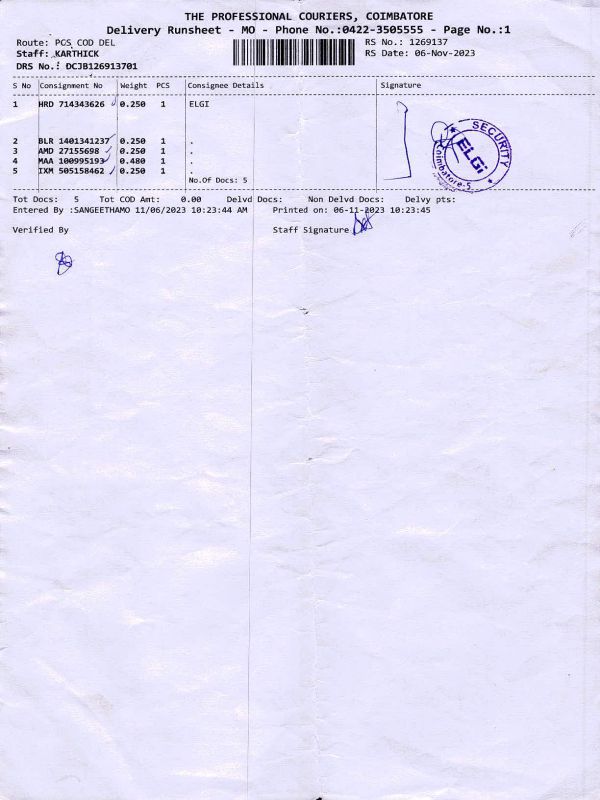 THE PROFESSIONAL COURIERS, COIMBATORE
Delivery Runsheet - MO - Phone No.:0422-3505555 - Page No.:1
Route: PGS COD DEL
RS No.: 1269137
Staff: KARTHICK
RS Date: 06-Nov-2023
DRS No.: DCJB126913701
S No Consignment No Weight PCS Consignee Details Signature
1 HRD 714343626 0.250 1 ELGI
2 BLR 1401341237 0.250 1 .
3 AMD 27155698 0.250 1 .
4 MAA 100995193 0.480 1 .
5 IXM 505158462 0.250 1 .
No.Of Docs: 5
SECURITY
ELGi
Coimbatore-5
Tot Docs: 5 Tot COD Amt: 0.00 Delvd Docs: Non Delvd Docs: Delvy pts:
Entered By :SANGEETHAMO 11/06/2023 10:23:44 AM Printed on: 06-11-2023 10:23:45
Verified By Staff Signature